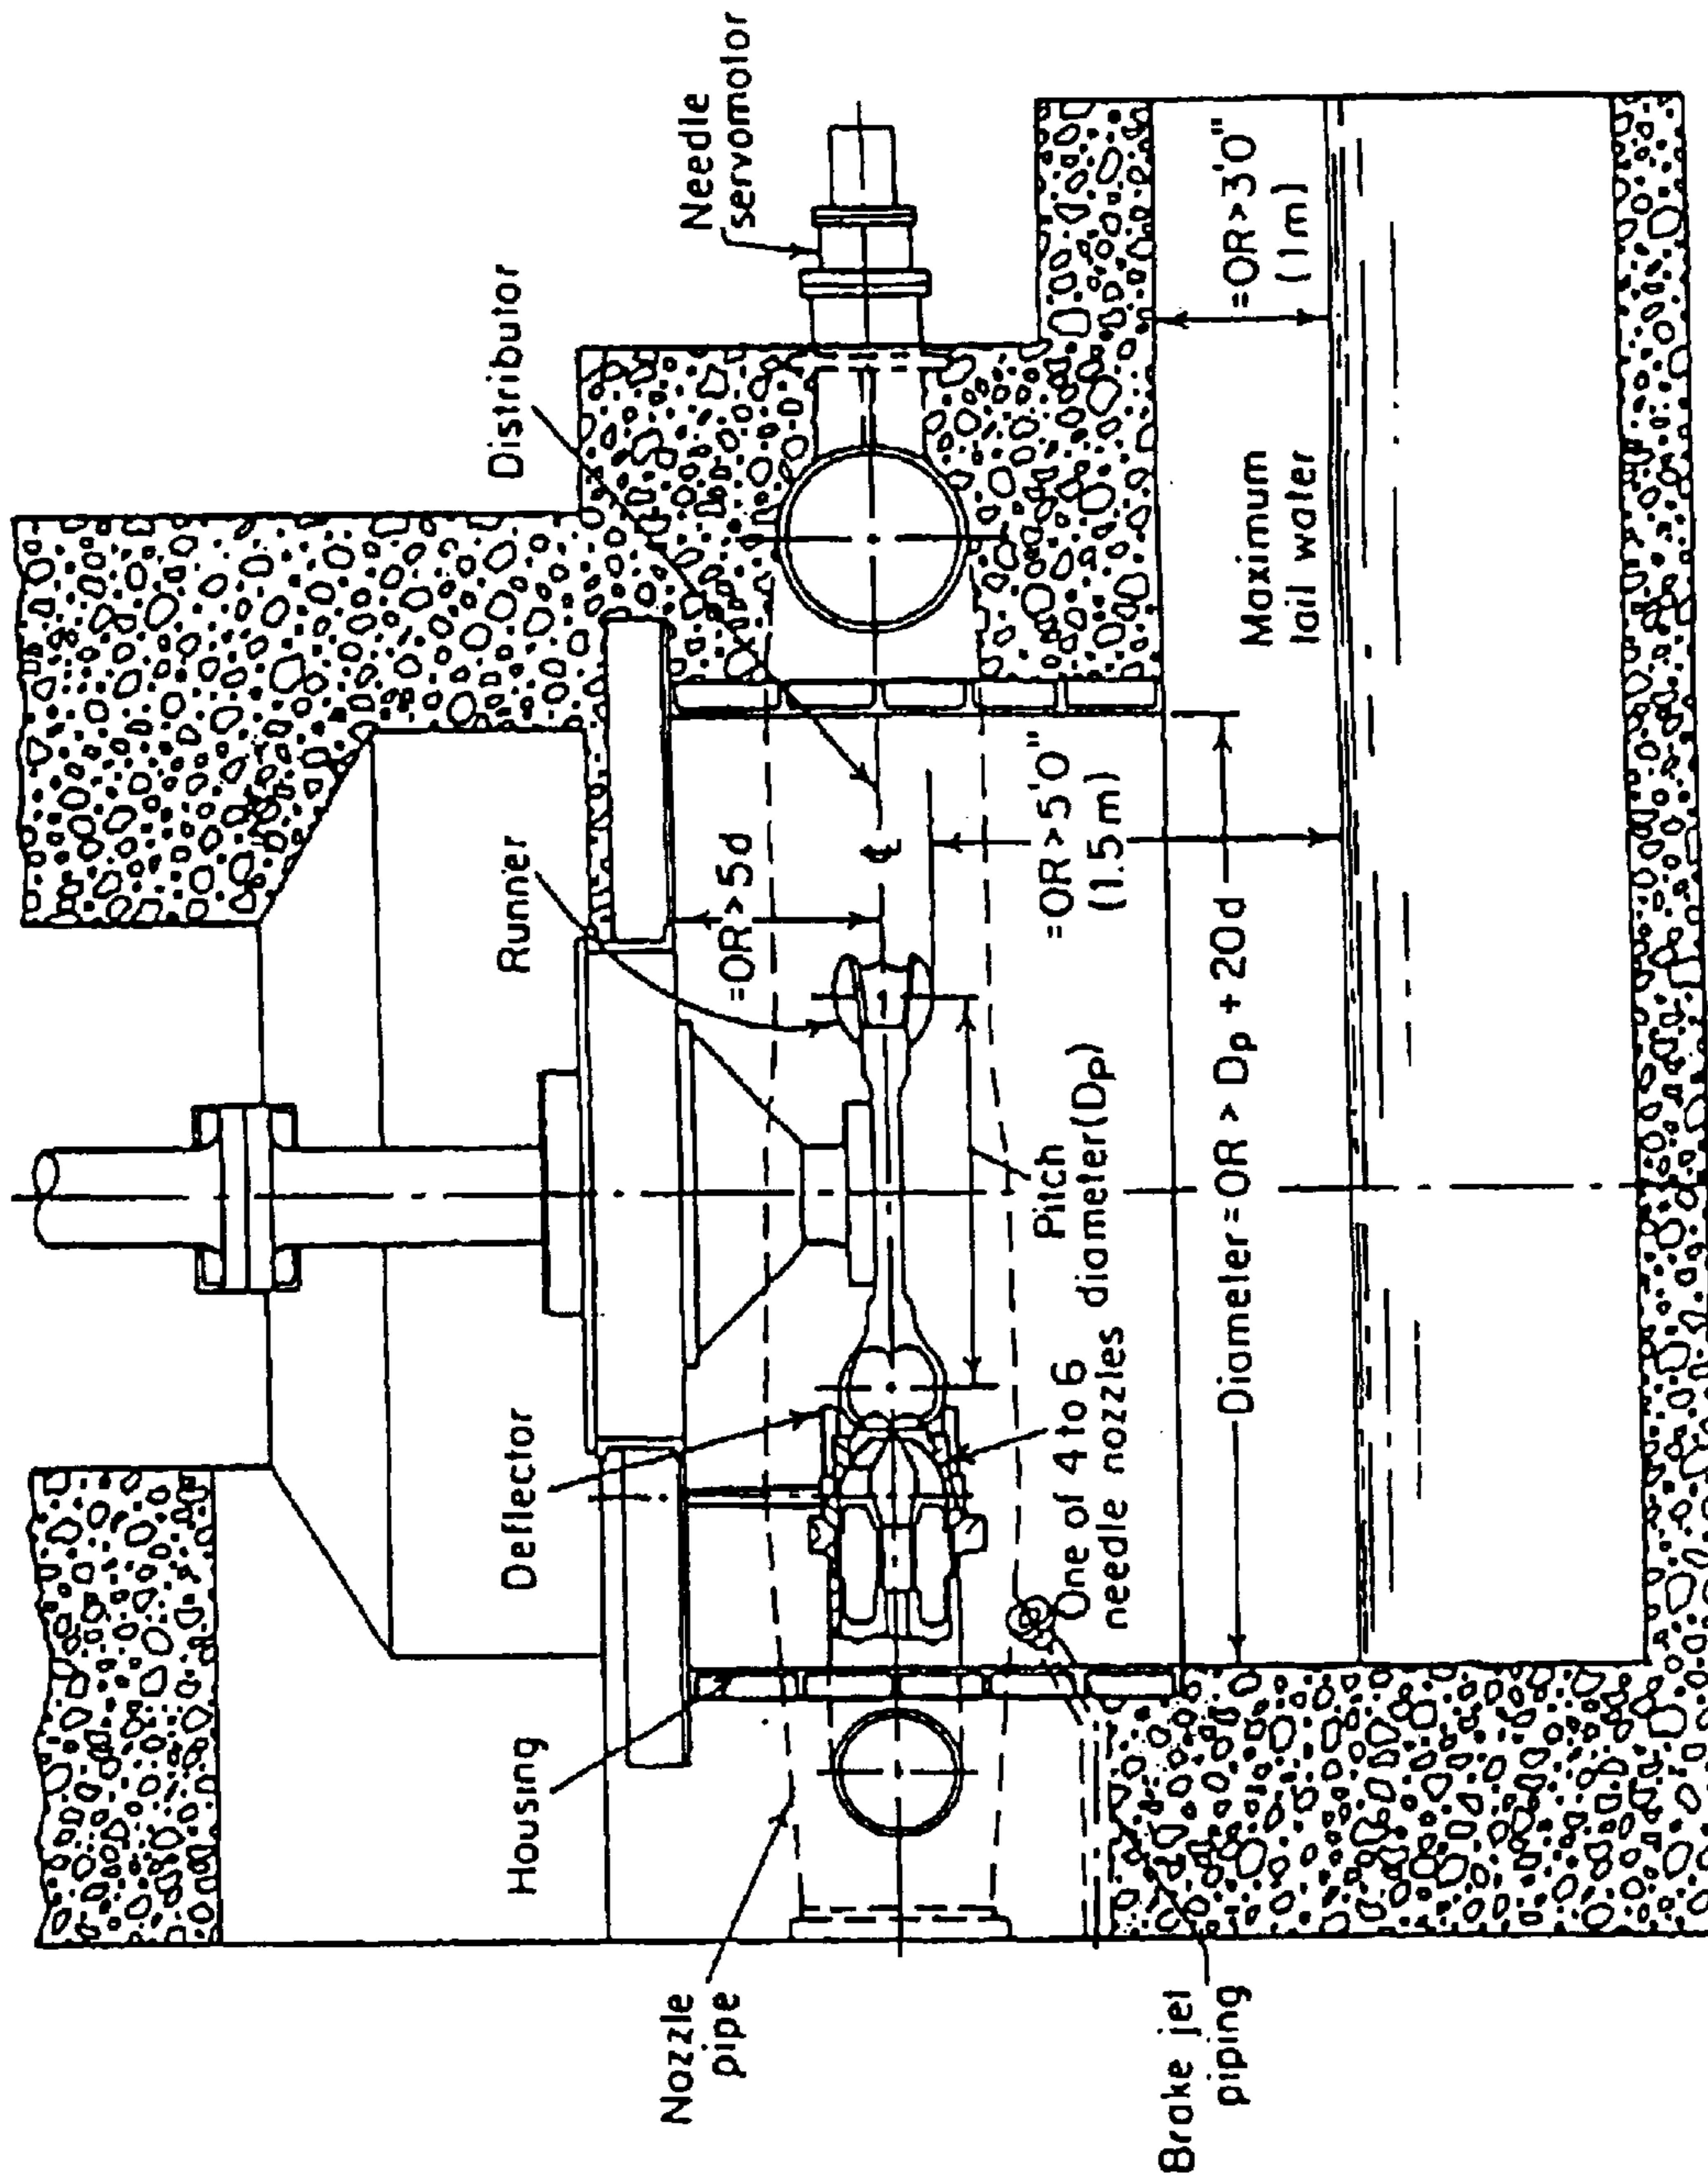 Housing
Deflector
Runner
Distributor
Nozzle
pipe
Needle
servomotor
=OR>5d
℄
One of 4 to 6
needle nozzles
Pitch
diameter(Dp)
=OR>5'0"
(1.5m)
Brake jet
piping
Diameter=OR > Dp + 20d
Maximum
tail water
=OR>3'0"
(1m)